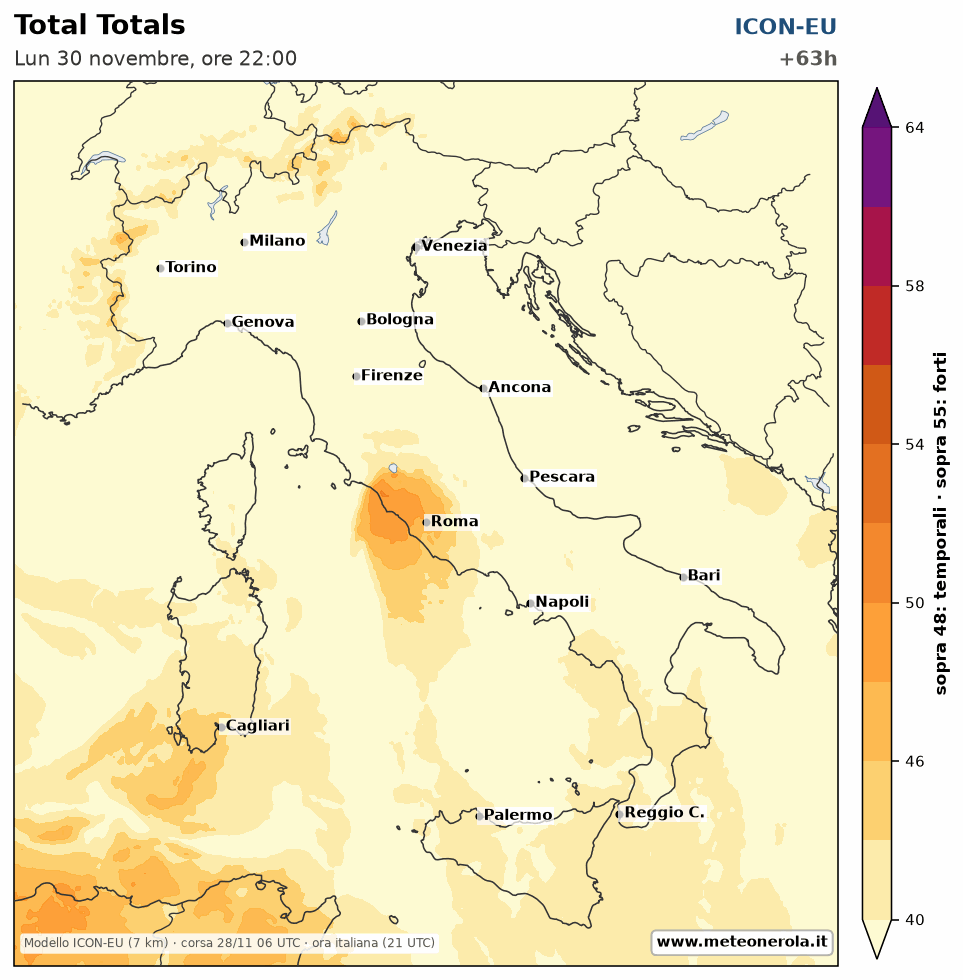 Total Totals
ICON-EU
Lun 30 novembre, ore 22:00
+63h
Milano
Venezia
Torino
Genova
Bologna
Firenze
Ancona
Pescara
Roma
Bari
Napoli
Cagliari
Palermo
Reggio C.
64
58
54
50
46
40
sopra 48: temporali · sopra 55: forti
Modello ICON-EU (7 km) · corsa 28/11 06 UTC · ora italiana (21 UTC)
www.meteonerola.it